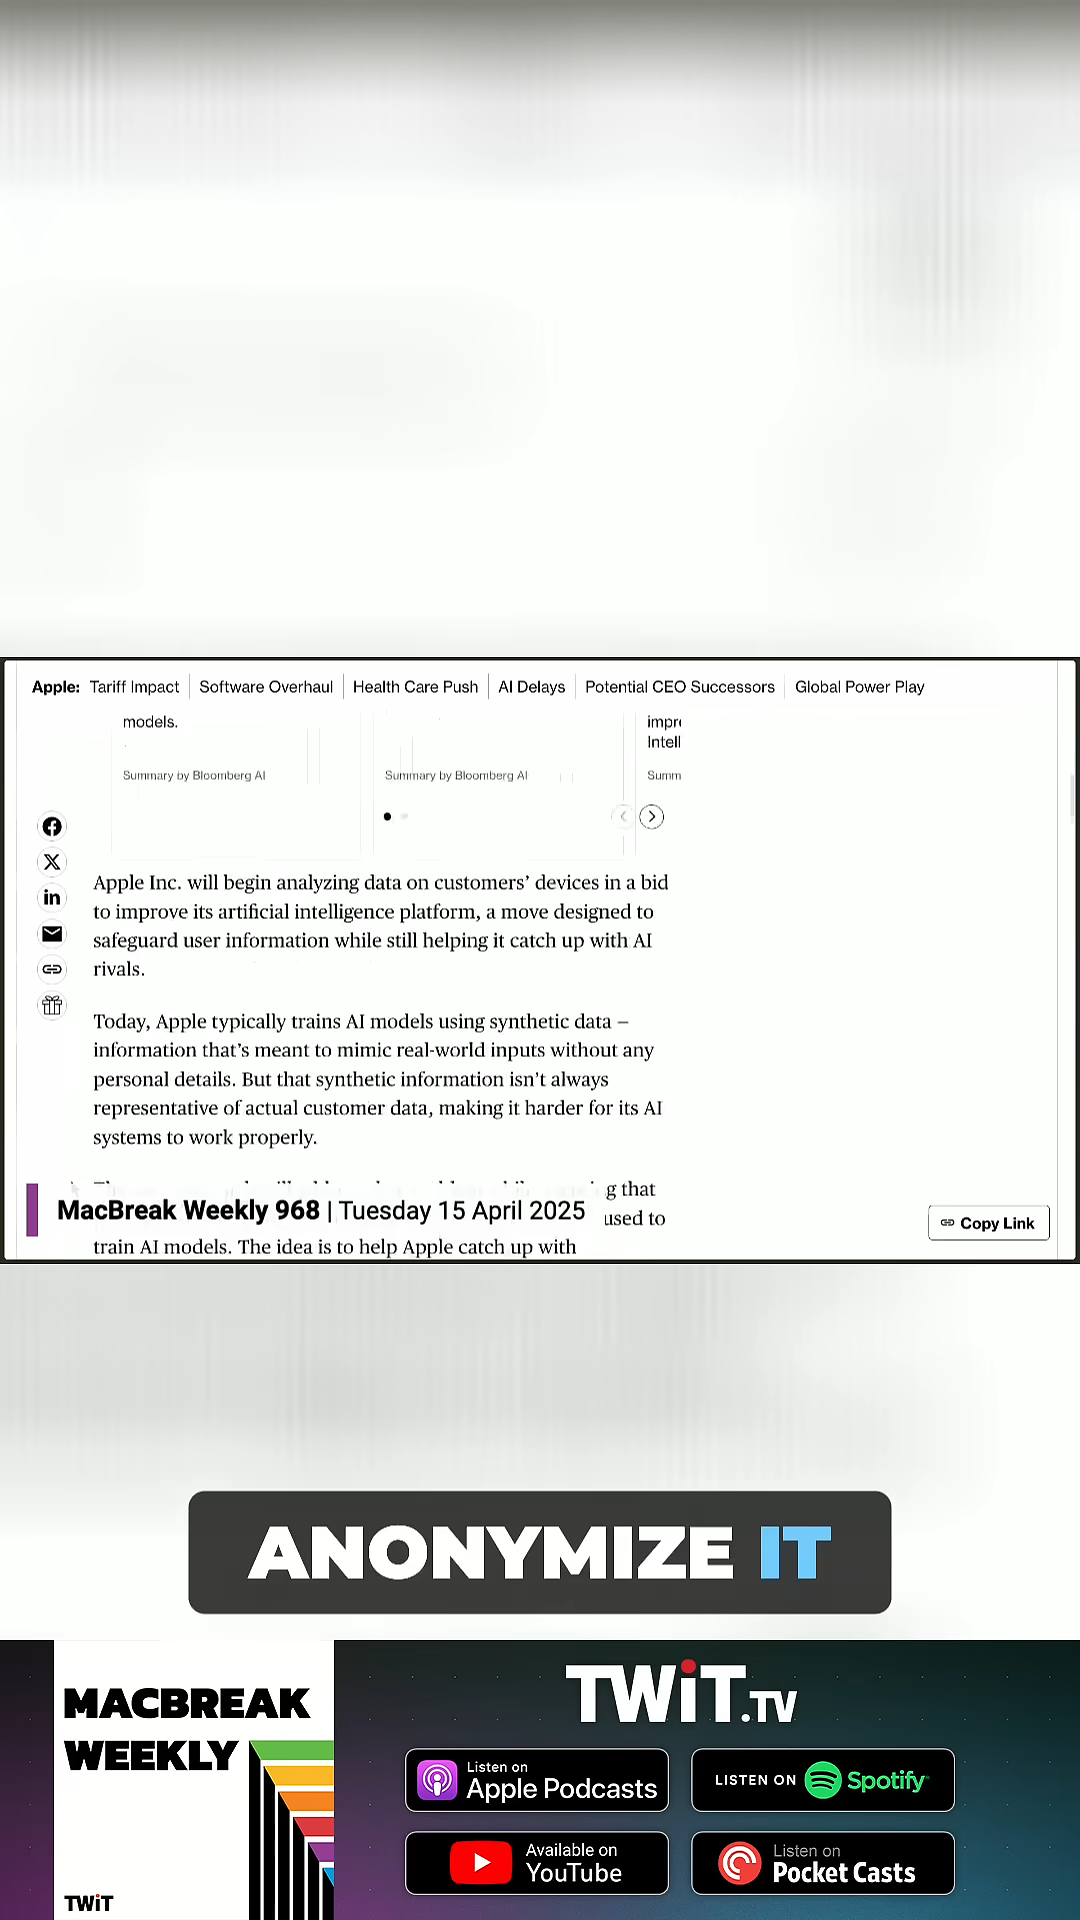 Apple: Tariff Impact Software Overhaul Health Care Push AI Delays Potential CEO Successors Global Power Play
models.
impr
Intell
Summary by Bloomberg AI
Summary by Bloomberg AI
Summ
Apple Inc. will begin analyzing data on customers’ devices in a bid
to improve its artificial intelligence platform, a move designed to
safeguard user information while still helping it catch up with AI
rivals.
Today, Apple typically trains AI models using synthetic data –
information that’s meant to mimic real-world inputs without any
personal details. But that synthetic information isn’t always
representative of actual customer data, making it harder for its AI
systems to work properly.
g that
MacBreak Weekly 968 | Tuesday 15 April 2025
used to
Copy Link
train AI models. The idea is to help Apple catch up with
ANONYMIZE IT
MACBREAK
WEEKLY
TWiT
TWiT.TV
Listen on
Apple Podcasts
LISTEN ON Spotify
Available on
YouTube
Listen on
Pocket Casts